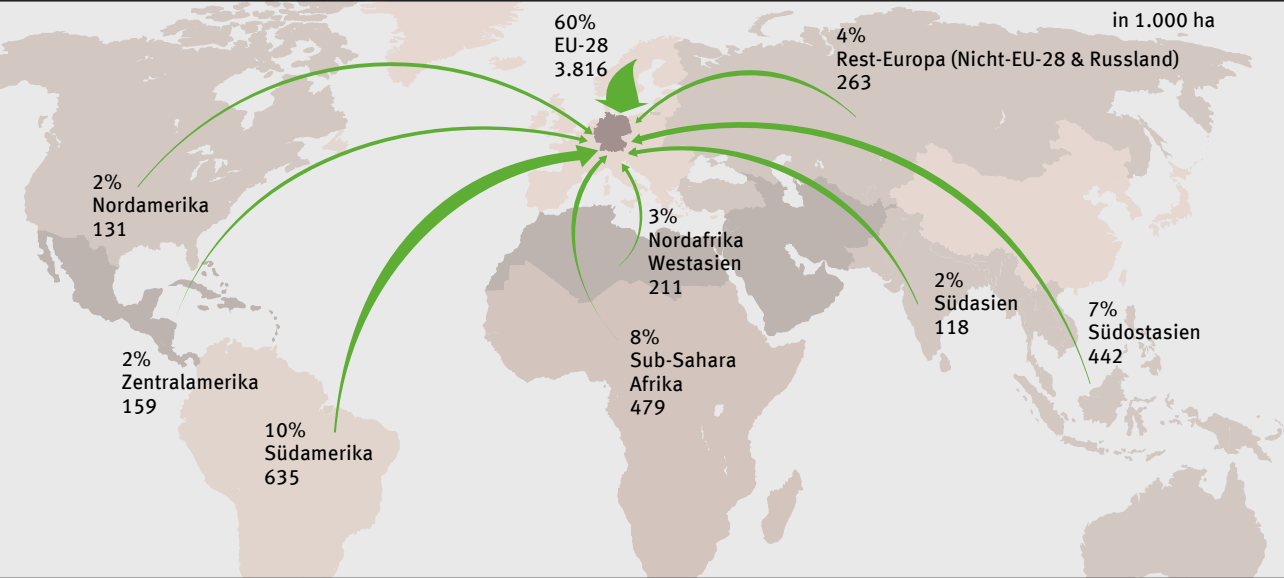 in 1.000 ha
60%
EU-28
3.816
4%
Rest-Europa (Nicht-EU-28 & Russland)
263
2%
Nordamerika
131
3%
Nordafrika
Westasien
211
2%
Südasien
118
7%
Südostasien
442
8%
Sub-Sahara
Afrika
479
2%
Zentralamerika
159
10%
Südamerika
635